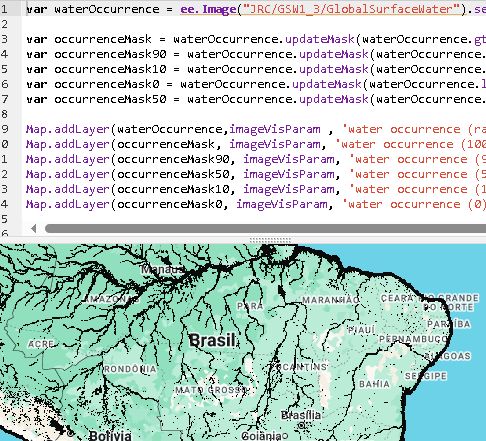 1 var waterOccurrence = ee.Image("JRC/GSW1_3/GlobalSurfaceWater").se
2
3 var occurrenceMask = waterOccurrence.updateMask(waterOccurrence.gt
4 var occurrenceMask90 = waterOccurrence.updateMask(waterOccurrence.
5 var occurrenceMask10 = waterOccurrence.updateMask(waterOccurrence.
6 var occurrenceMask0 = waterOccurrence.updateMask(waterOccurrence.l
7 var occurrenceMask50 = waterOccurrence.updateMask(waterOccurrence.
8
9 Map.addLayer(waterOccurrence,imageVisParam , 'water occurrence (ra
0 Map.addLayer(occurrenceMask, imageVisParam, 'water occurrence (100
1 Map.addLayer(occurrenceMask90, imageVisParam, 'water occurrence (9
2 Map.addLayer(occurrenceMask50, imageVisParam, 'water occurrence (5
3 Map.addLayer(occurrenceMask10, imageVisParam, 'water occurrence (1
4 Map.addLayer(occurrenceMask0, imageVisParam, 'water occurrence (0)
5
6
Manaus
AMAZONAS
PARÁ
MARANHÃO
CEARÁ
RIO GRANDE
DO NORTE
PARAÍBA
PIAUÍ
PERNAMBUCO
ALAGOAS
ACRE
Brasil
RONDÔNIA
TOCANTINS
SERGIPE
MATO GROSSO
BAHIA
Brasília
Bolivia
Goiânia